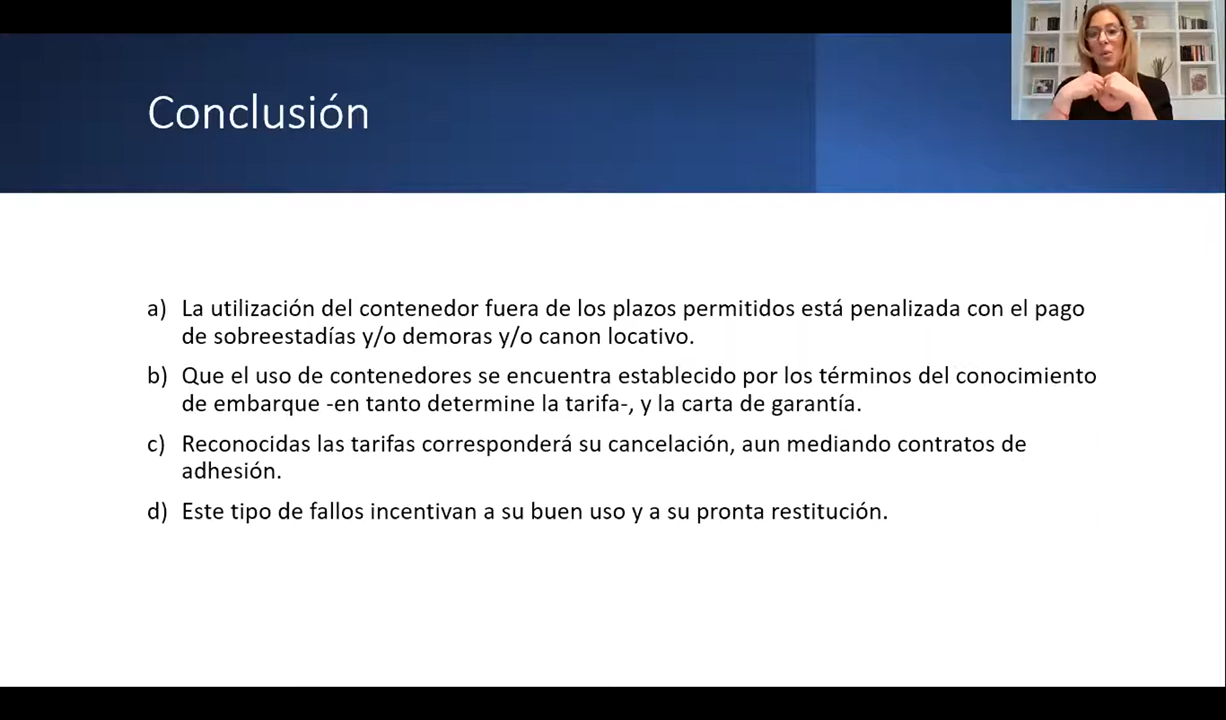 Conclusión
a) La utilización del contenedor fuera de los plazos permitidos está penalizada con el pago
de sobreestadías y/o demoras y/o canon locativo.
b) Que el uso de contenedores se encuentra establecido por los términos del conocimiento
de embarque -en tanto determine la tarifa-, y la carta de garantía.
c) Reconocidas las tarifas corresponderá su cancelación, aun mediando contratos de
adhesión.
d) Este tipo de fallos incentivan a su buen uso y a su pronta restitución.